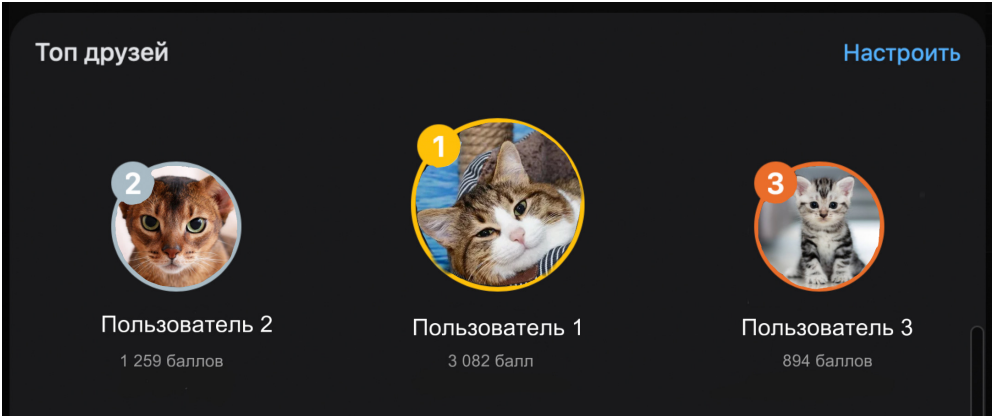 Топ друзей
Настроить
2
1
3
Пользователь 2
Пользователь 1
Пользователь 3
1 259 баллов
3 082 балл
894 баллов